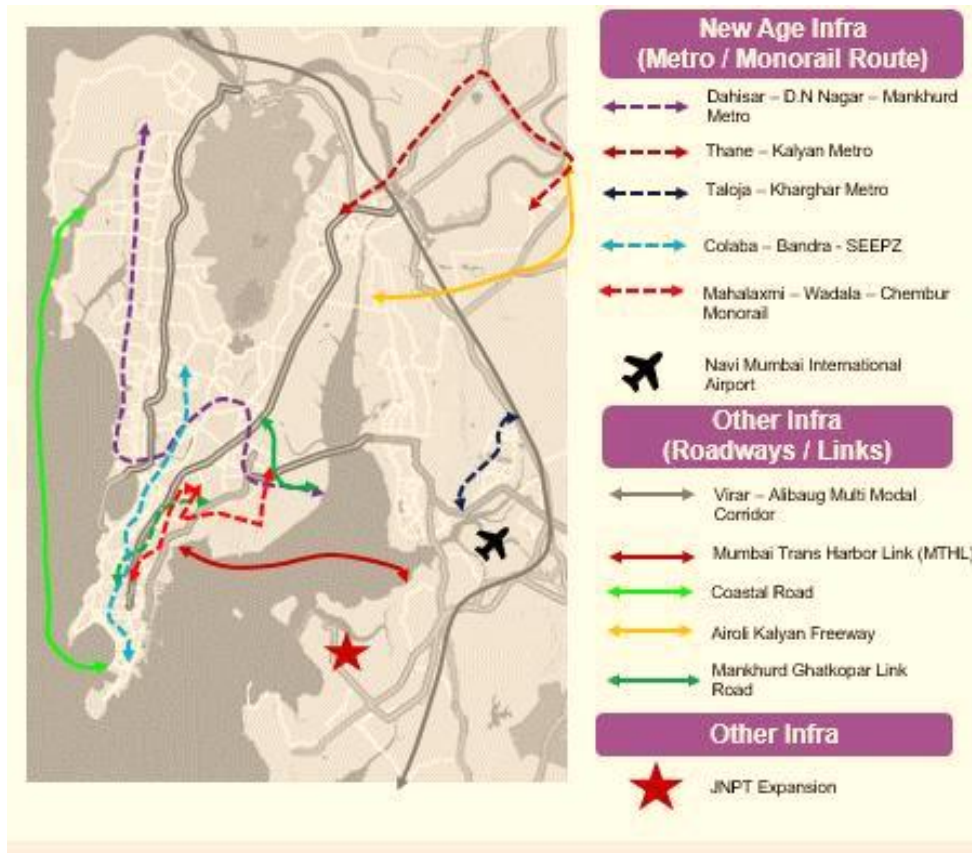 New Age Infra
(Metro / Monorail Route)
Dahisar – D.N Nagar – Mankhurd
Metro
Thane – Kalyan Metro
Taloja – Kharghar Metro
Colaba – Bandra - SEEPZ
Mahalaxmi – Wadala – Chembur
Monorail
Navi Mumbai International
Airport
Other Infra
(Roadways / Links)
Virar – Alibaug Multi Modal
Corridor
Mumbai Trans Harbor Link (MTHL)
Coastal Road
Airoli Kalyan Freeway
Mankhurd Ghatkopar Link
Road
Other Infra
JNPT Expansion